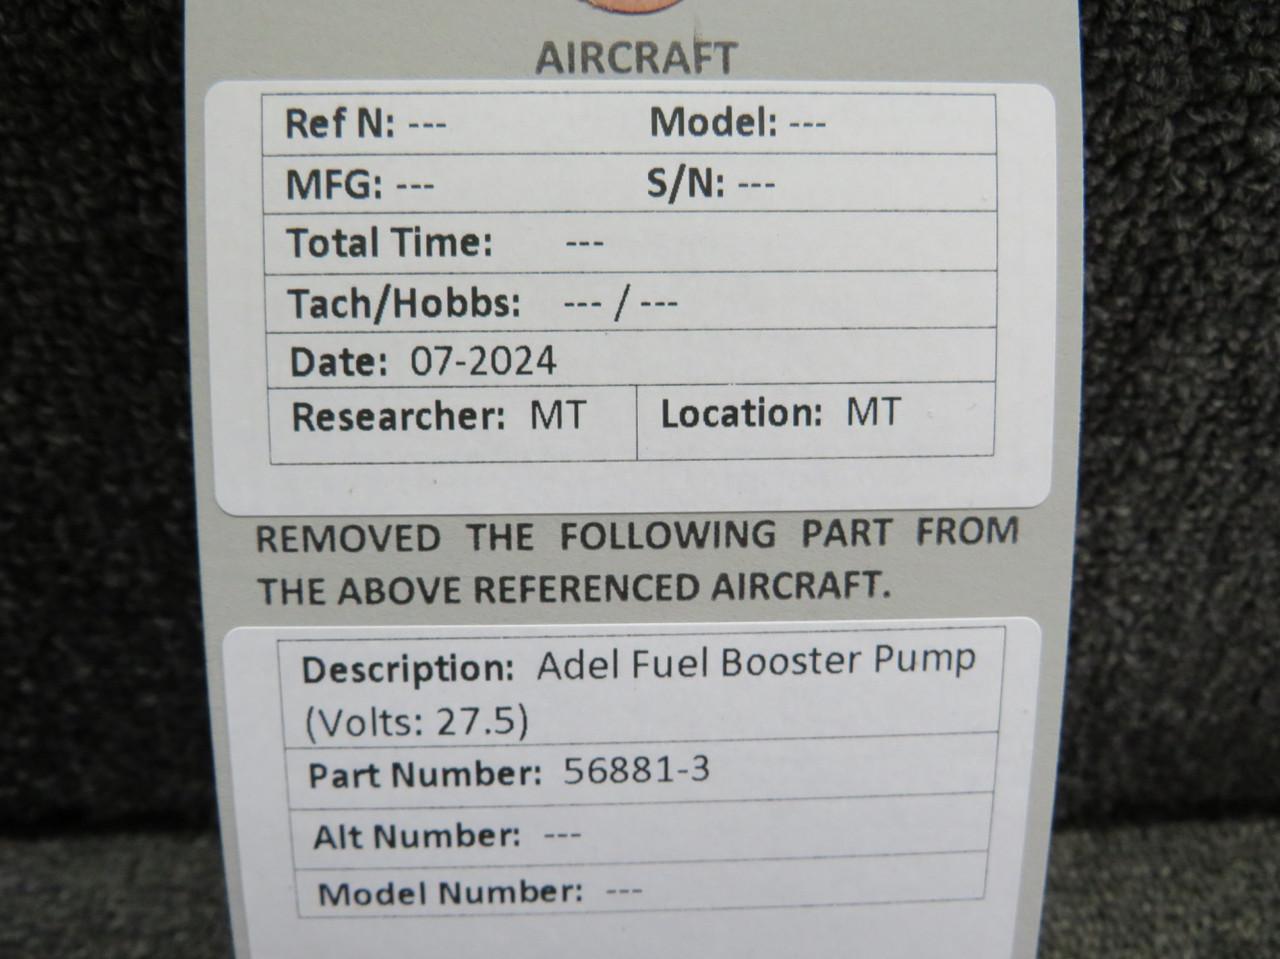 AIRCRAFT
Ref N: --- Model: ---
MFG: --- S/N: ---
Total Time: ---
Tach/Hobbs: --- / ---
Date: 07-2024
Researcher: MT Location: MT
REMOVED THE FOLLOWING PART FROM
THE ABOVE REFERENCED AIRCRAFT.
Description: Adel Fuel Booster Pump
(Volts: 27.5)
Part Number: 56881-3
Alt Number: ---
Model Number: ---